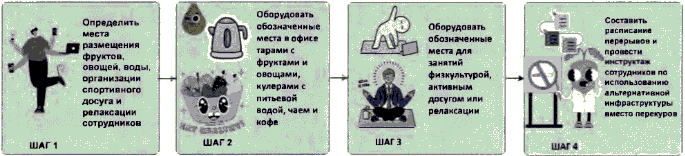 Определить
места
размещения
фруктов,
овощей, воды,
организации
спортивного
досуга и
релаксации
сотрудников
ШАГ 1
Оборудовать
обозначенные
места в офисе
тарами с
фруктами и
овощами,
кулерами с
питьевой
водой, чаем и
кофе
ШАГ 2
Оборудовать
обозначенные
места для
занятий
физкультурой,
активным
досугом или
релаксации
ШАГ 3
Составить
расписание
перерывов и
провести
инструктаж
сотрудников по
использованию
альтернативной
инфраструктуры
вместо перекуров
ШАГ 4